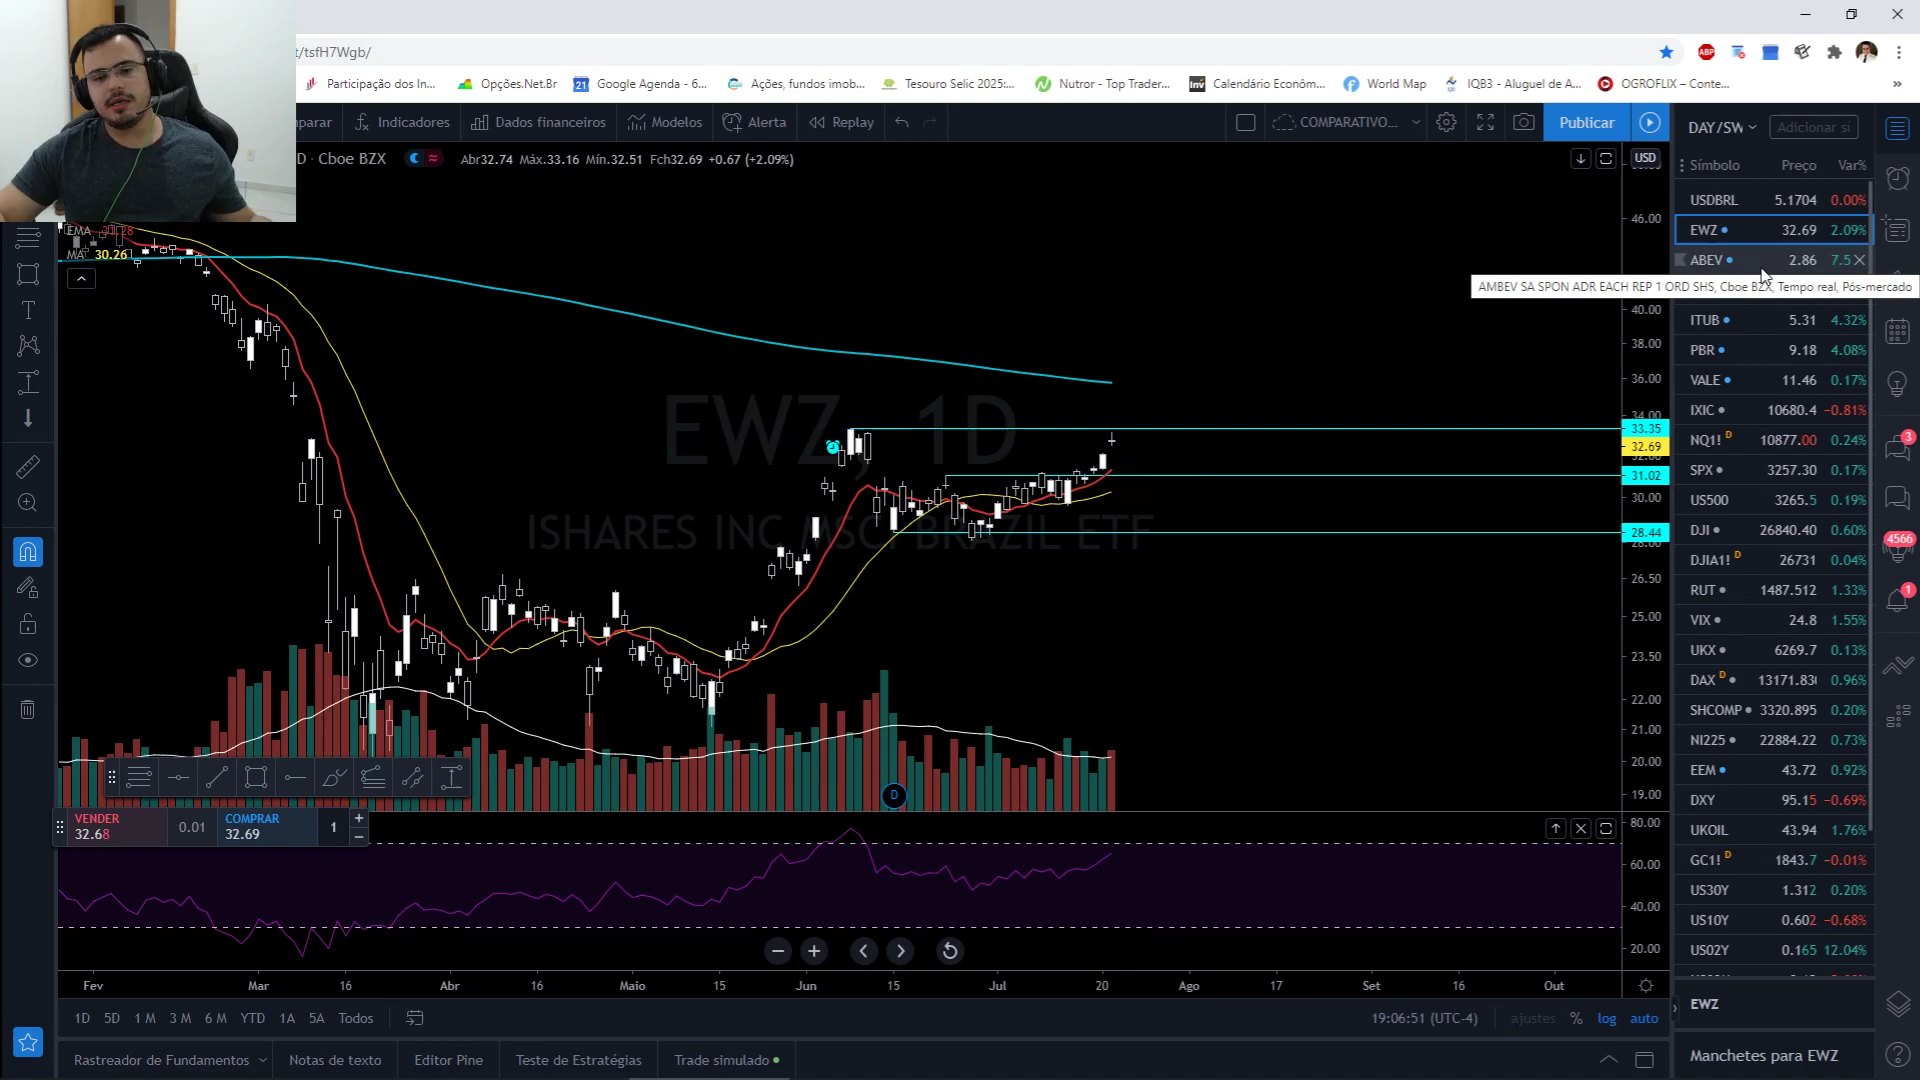 t/tsfH7Wgb/
ABP
Participação dos In...
Opções.Net.Br
21 Google Agenda - 6...
Ações, fundos imob...
Tesouro Selic 2025:...
Nutror - Top Trader...
Inv Calendário Econôm...
World Map
IQB3 - Aluguel de A...
OGROFLIX – Conte...
»
parar
Indicadores
Dados financeiros
Modelos
Alerta
Replay
COMPARATIVO...
Publicar
DAY/SW
Adicionar sí
D · Cboe BZX
Abr32.74 Máx.33.16 Mín.32.51 Fch32.69 +0.67 (+2.09%)
USD
EMA 31.28
MA 30.26
Símbolo Preço Var%
USDBRL 5.1704 0.00%
EWZ 32.69 2.09%
ABEV 2.86 7.5
AMBEV SA SPON ADR EACH REP 1 ORD SHS, Cboe BZX, Tempo real, Pós-mercado
ITUB 5.31 4.32%
PBR 9.18 4.08%
VALE 11.46 0.17%
IXIC 10680.4 −0.81%
NQ1! D 10877.00 0.24%
SPX 3257.30 0.17%
US500 3265.5 0.19%
DJI 26840.40 0.60%
DJIA1! D 26731 0.04%
RUT 1487.512 1.33%
VIX 24.8 1.55%
UKX 6269.7 0.13%
DAX D 13171.83 0.96%
SHCOMP 3320.895 0.20%
NI225 22884.22 0.73%
EEM 43.72 0.92%
DXY 95.15 −0.69%
UKOIL 43.94 1.76%
GC1! D 1843.7 −0.01%
US30Y 1.312 0.20%
US10Y 0.602 −0.68%
US02Y 0.165 12.04%
3
4566
1
EWZ, 1D
ISHARES INC MSCI BRAZIL ETF
46.00
40.00
38.00
36.00
34.00
33.35
32.69
32.00
31.02
30.00
28.44
28.00
26.50
25.00
23.50
22.00
21.00
20.00
19.00
D
VENDER
32.68
0.01
COMPRAR
32.69
1
80.00
60.00
40.00
20.00
Fev Mar 16 Abr 16 Maio 15 Jun 15 Jul 20 Ago 17 Set 16 Out
1D 5D 1 M 3 M 6 M YTD 1A 5A Todos
19:06:51 (UTC-4) ajustes % log auto
Rastreador de Fundamentos
Notas de texto
Editor Pine
Teste de Estratégias
Trade simulado
EWZ
Manchetes para EWZ